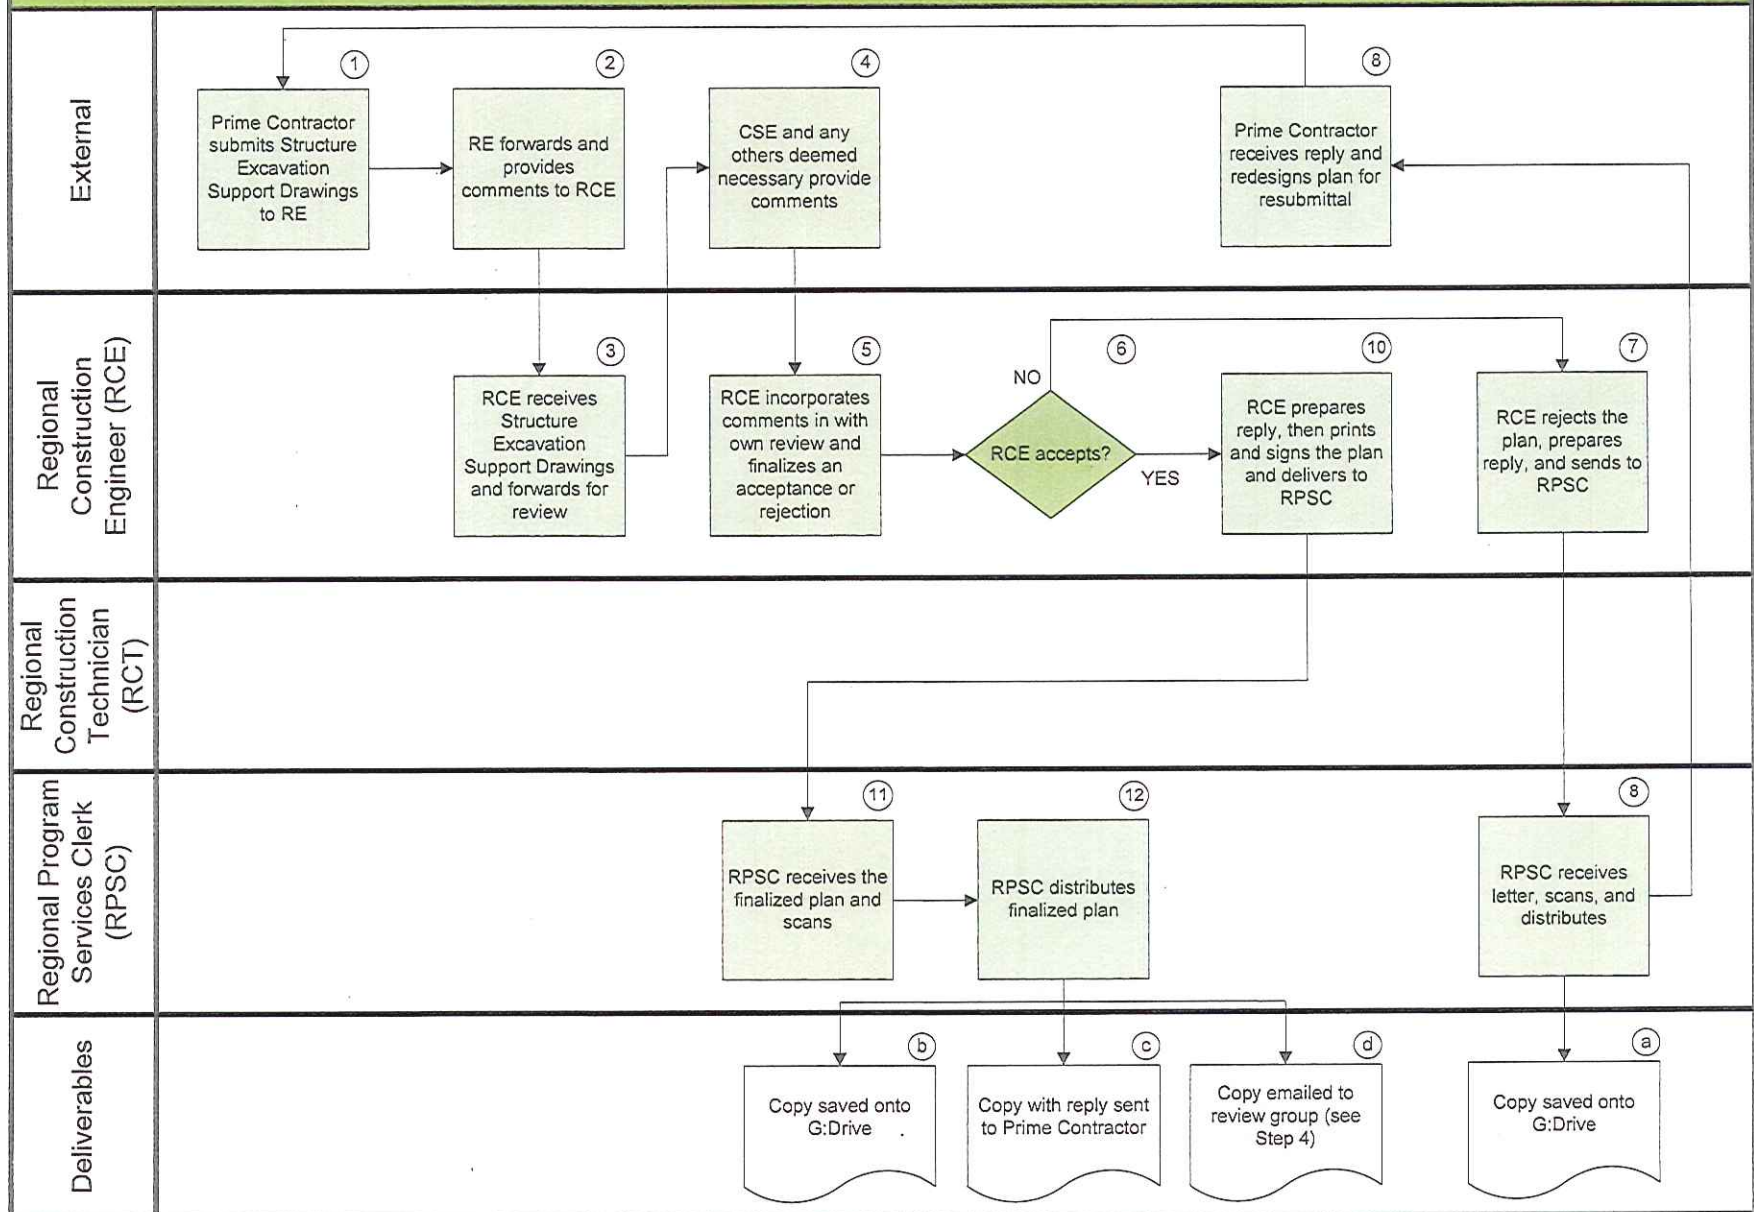 External
1
Prime Contractor
submits Structure
Excavation
Support Drawings
to RE
2
RE forwards and
provides
comments to RCE
4
CSE and any
others deemed
necessary provide
comments
8
Prime Contractor
receives reply and
redesigns plan for
resubmittal
Regional
Construction
Engineer (RCE)
3
RCE receives
Structure
Excavation
Support Drawings
and forwards for
review
5
RCE incorporates
comments in with
own review and
finalizes an
acceptance or
rejection
6
NO
RCE accepts?
YES
10
RCE prepares
reply, then prints
and signs the plan
and delivers to
RPSC
7
RCE rejects the
plan, prepares
reply, and sends to
RPSC
Regional
Construction
Technician
(RCT)
Regional Program
Services Clerk
(RPSC)
11
RPSC receives the
finalized plan and
scans
12
RPSC distributes
finalized plan
8
RPSC receives
letter, scans, and
distributes
Deliverables
b
Copy saved onto
G:Drive
c
Copy with reply sent
to Prime Contractor
d
Copy emailed to
review group (see
Step 4)
a
Copy saved onto
G:Drive